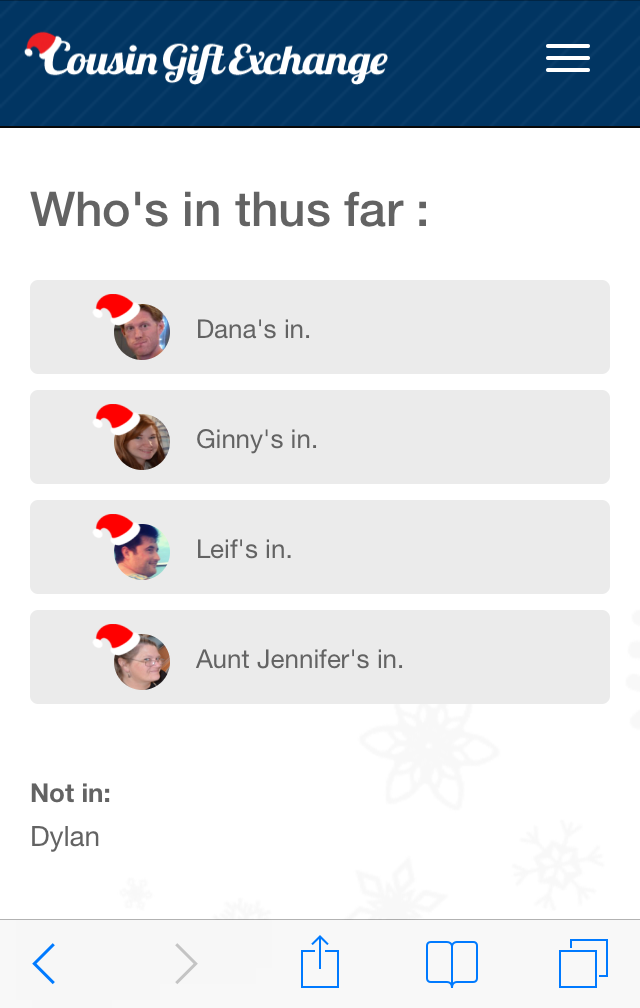 Cousin Gift Exchange
Who's in thus far :
Dana's in.
Ginny's in.
Leif's in.
Aunt Jennifer's in.
Not in:
Dylan